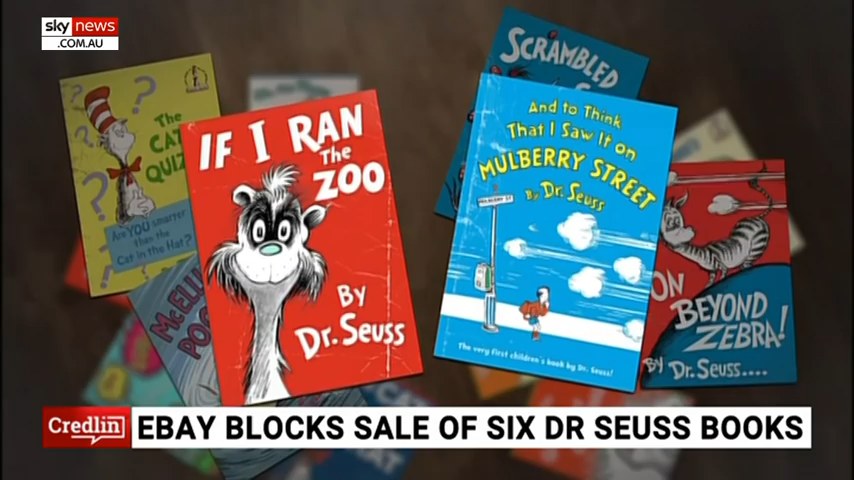 sky news
.COM.AU
The
CAT
QUIZ
Are YOU smarter
than the
Cat in the Hat?
IF I RAN
The
ZOO
By
Dr. Seuss
SCRAMBLED
And to Think
That I Saw It on
MULBERRY STREET
By Dr. Seuss
MULBERRY ST.
The very first children's book by Dr. Seuss!
ON
BEYOND
ZEBRA!
By Dr. Seuss....
Credlin
EBAY BLOCKS SALE OF SIX DR SEUSS BOOKS